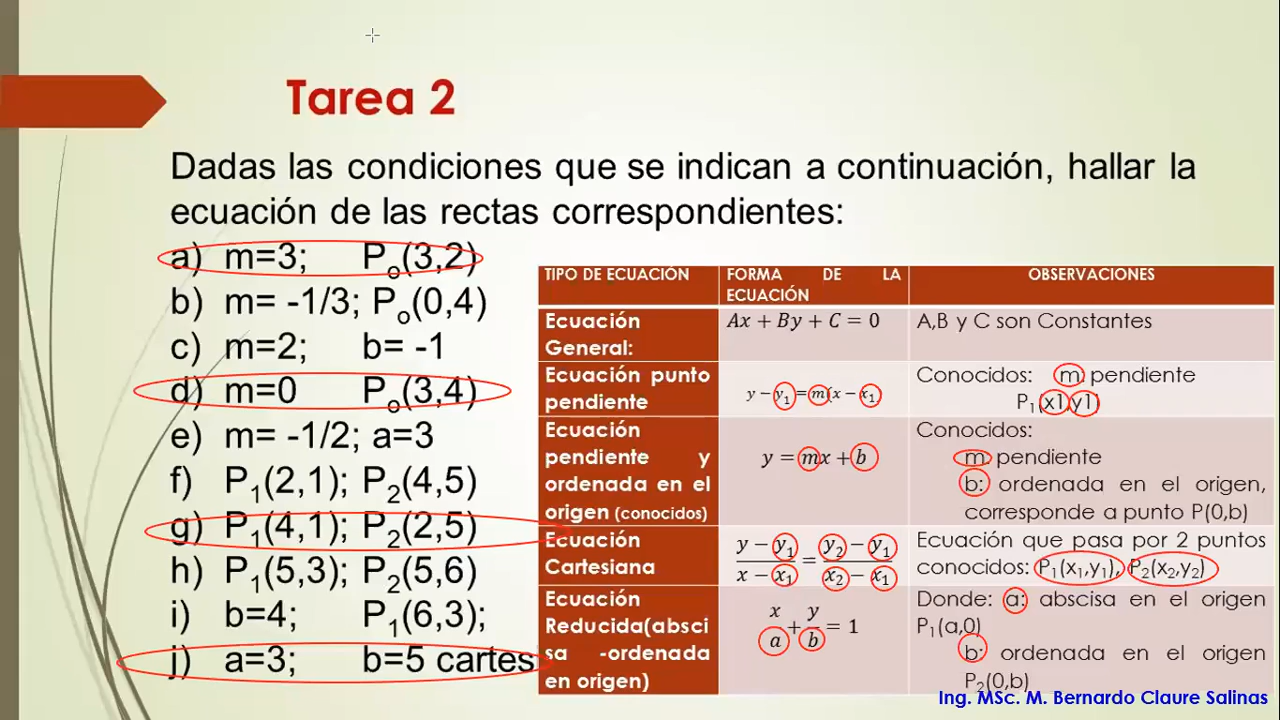 Tarea 2
Dadas las condiciones que se indican a continuación, hallar la
ecuación de las rectas correspondientes:
a) m=3; Po(3,2)
b) m= -1/3; Po(0,4)
c) m=2; b= -1
d) m=0 Po(3,4)
e) m= -1/2; a=3
f) P1(2,1); P2(4,5)
g) P1(4,1); P2(2,5)
h) P1(5,3); P2(5,6)
i) b=4; P1(6,3);
j) a=3; b=5 cartes
TIPO DE ECUACIÓN
FORMA DE LA
ECUACIÓN
OBSERVACIONES
Ecuación
General:
Ax + By + C = 0
A,B y C son Constantes
Ecuación punto
pendiente
y − y1 = m(x − x1)
Conocidos: m: pendiente
P1(x1,y1)
Ecuación
pendiente y
ordenada en el
origen (conocidos)
y = mx + b
Conocidos:
m: pendiente
b: ordenada en el origen,
corresponde a punto P(0,b)
Ecuación
Cartesiana
y − y1 / x − x1 = y2 − y1 / x2 − x1
Ecuación que pasa por 2 puntos
conocidos: P1(x1,y1), P2(x2,y2)
Ecuación
Reducida(absci
sa -ordenada
en origen)
x/a + y/b = 1
Donde: a: abscisa en el origen
P1(a,0)
b: ordenada en el origen
P2(0,b)
Ing. MSc. M. Bernardo Claure Salinas